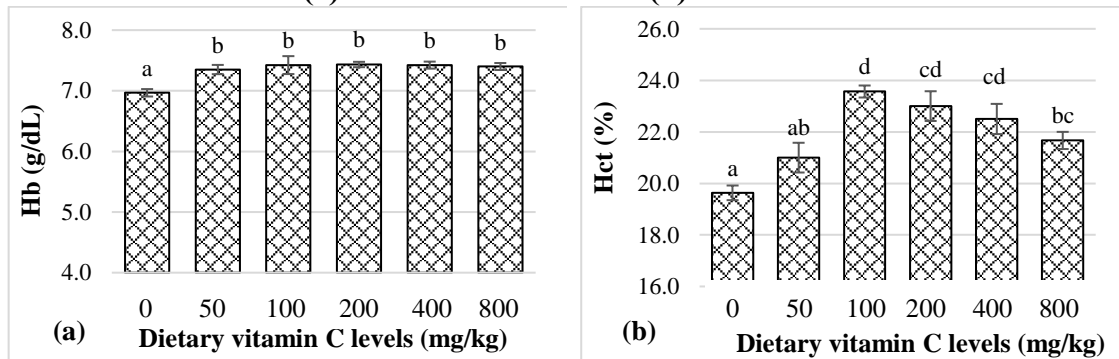 8.0
7.0
6.0
5.0
4.0
Hb (g/dL)
a
b
b
b
b
b
0 50 100 200 400 800
(a) Dietary vitamin C levels (mg/kg)
26.0
24.0
22.0
20.0
18.0
16.0
Hct (%)
a
ab
d
cd
cd
bc
0 50 100 200 400 800
(b) Dietary vitamin C levels (mg/kg)